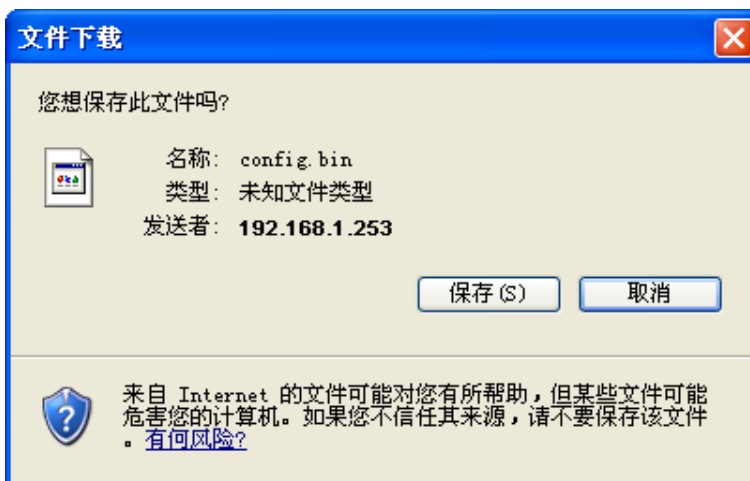 文件下载
您想保存此文件吗?
名称: config.bin
类型: 未知文件类型
发送者: 192.168.1.253
保存(S) 取消
来自 Internet 的文件可能对您有所帮助，但某些文件可能
危害您的计算机。如果您不信任其来源，请不要保存该文件
。有何风险?